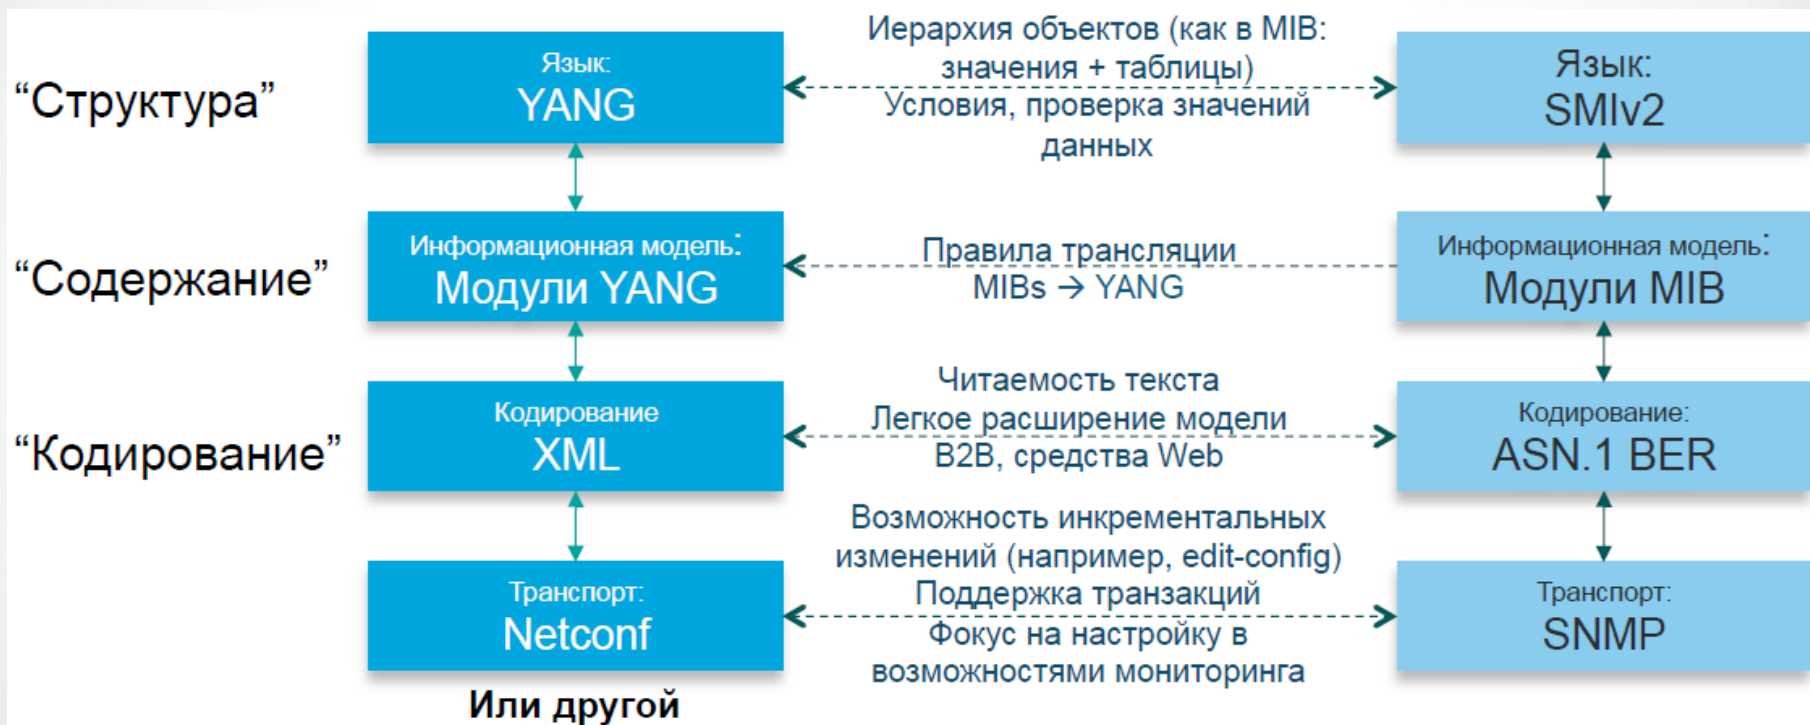 “Структура”
Язык:
YANG
Иерархия объектов (как в MIB:
значения + таблицы)
Условия, проверка значений
данных
Язык:
SMIv2
“Содержание”
Информационная модель:
Модули YANG
Правила трансляции
MIBs → YANG
Информационная модель:
Модули MIB
“Кодирование”
Кодирование
XML
Читаемость текста
Легкое расширение модели
B2B, средства Web
Кодирование:
ASN.1 BER
Транспорт:
Netconf
Возможность инкрементальных
изменений (например, edit-config)
Поддержка транзакций
Фокус на настройку в
возможностями мониторинга
Транспорт:
SNMP
Или другой